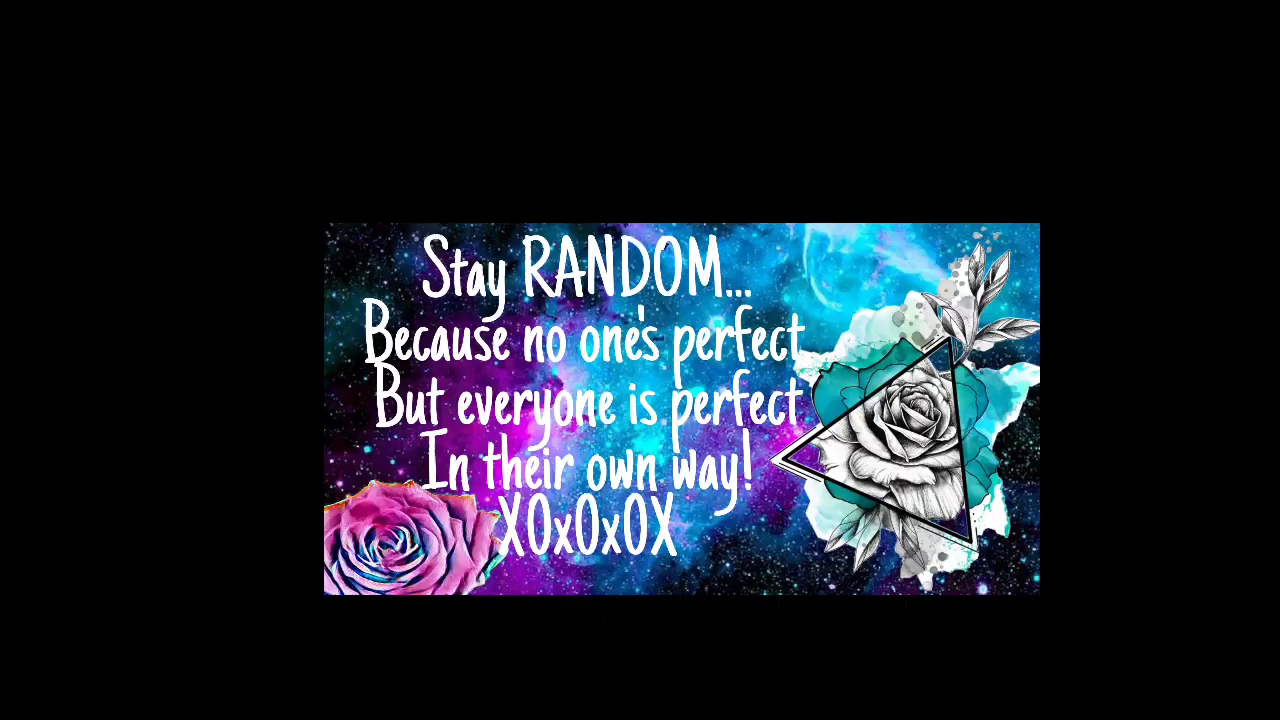 Stay RANDOM...
Because no one's perfect
But everyone is perfect
In their own way!
XOxOxOX